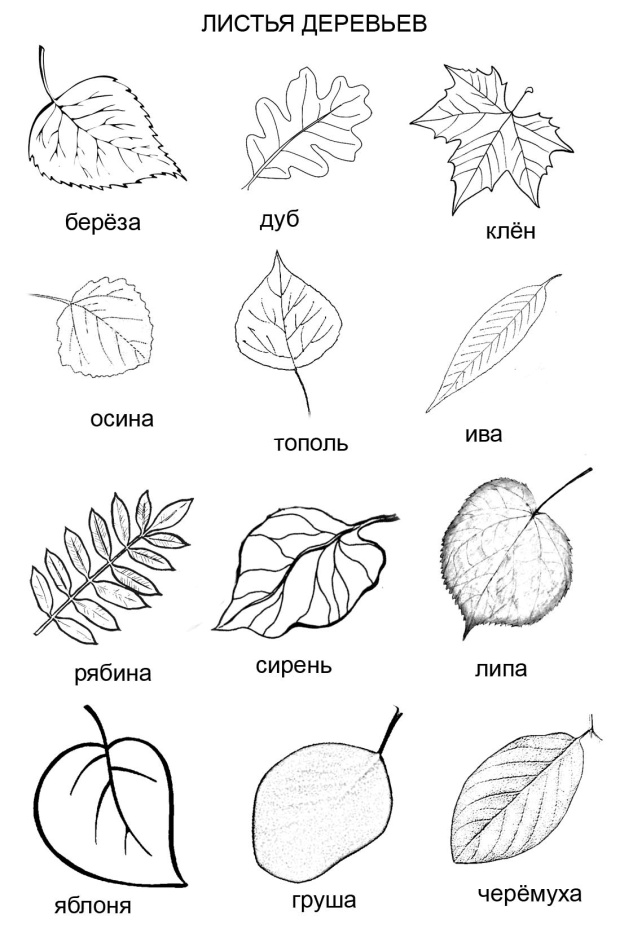 ЛИСТЬЯ ДЕРЕВЬЕВ
берёза
дуб
клён
осина
тополь
ива
рябина
сирень
липа
яблоня
груша
черёмуха